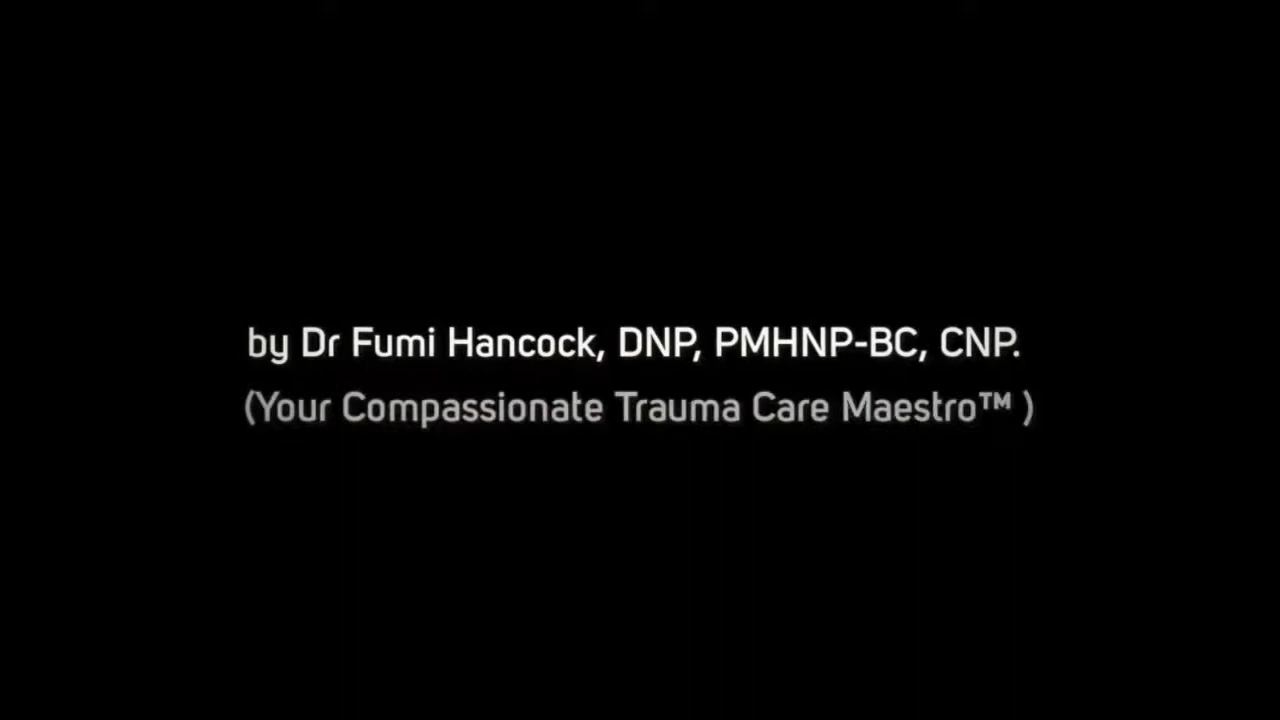 by Dr Fumi Hancock, DNP, PMHNP-BC, CNP.
(Your Compassionate Trauma Care Maestro™ )